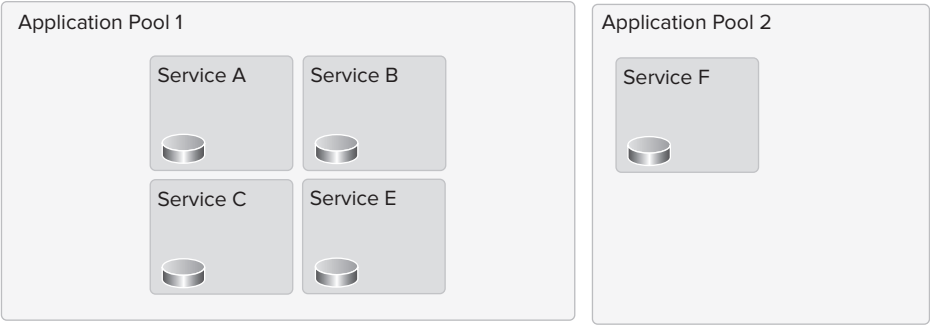 Application Pool 1
Application Pool 2
Service A
Service B
Service F
Service C
Service E